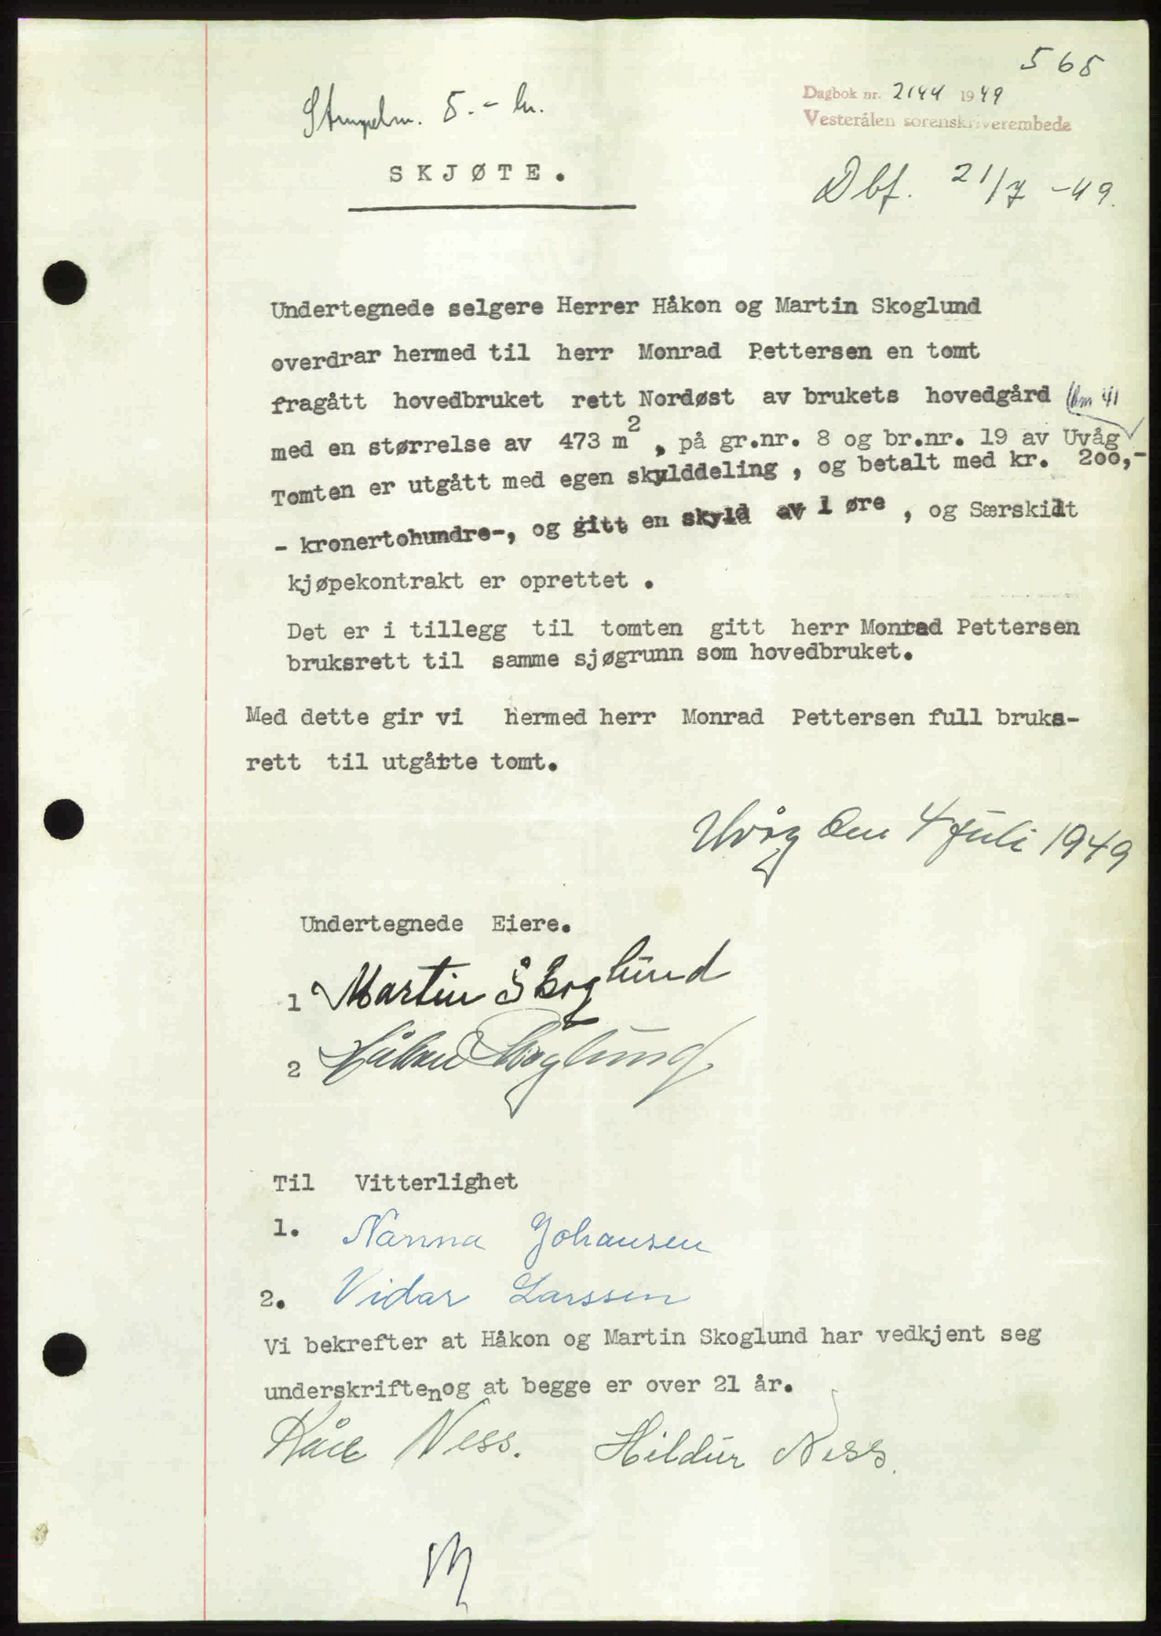 565
Stempelm. 5.- kr.
Dagbok nr. 2144 1949
Vesterålen sorenskriverembede
SKJØTE.
Dbf. 21/7 -49.
Undertegnede selgere Herrer Håkon og Martin Skoglund
overdrar hermed til herr Monrad Pettersen en tomt
fragått hovedbruket rett Nordøst av brukets hovedgård
med en størrelse av 473 m2, på gr.nr. 8 og br.nr. 19 av Uvåg
Tomten er utgått med egen skylddeling, og betalt med kr. 200,-
- kronertohundre-, og gitt en skyld av 1 øre, og Særskidt
kjøpekontrakt er oprettet.
Det er i tillegg til tomten gitt herr Monrad Pettersen
bruksrett til samme sjøgrunn som hovedbruket.
Med dette gir vi hermed herr Monrad Pettersen full bruks-
rett til utgåtte tomt.
Uvåg den 4 juli 1949
Undertegnede Eiere.
1 Martin Skoglund
2 Håkon Skoglund
Til Vitterlighet
1. Nanna Johansen
2. Vidar Larssen
Vi bekrefter at Håkon og Martin Skoglund har vedkjent seg
underskriftenog at begge er over 21 år.
Kåre Ness. Hildur Ness.